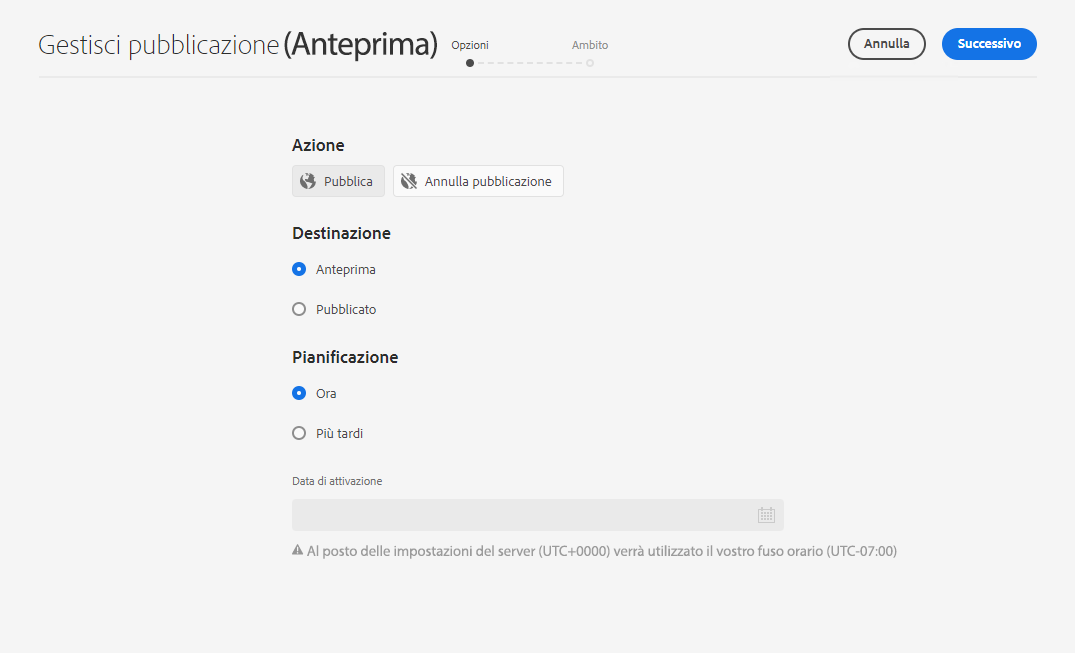 Gestisci pubblicazione (Anteprima)
Opzioni
Ambito
Annulla
Successivo
Azione
Pubblica
Annulla pubblicazione
Destinazione
Anteprima
Pubblicato
Pianificazione
Ora
Più tardi
Data di attivazione
Al posto delle impostazioni del server (UTC+0000) verrà utilizzato il vostro fuso orario (UTC-07:00)